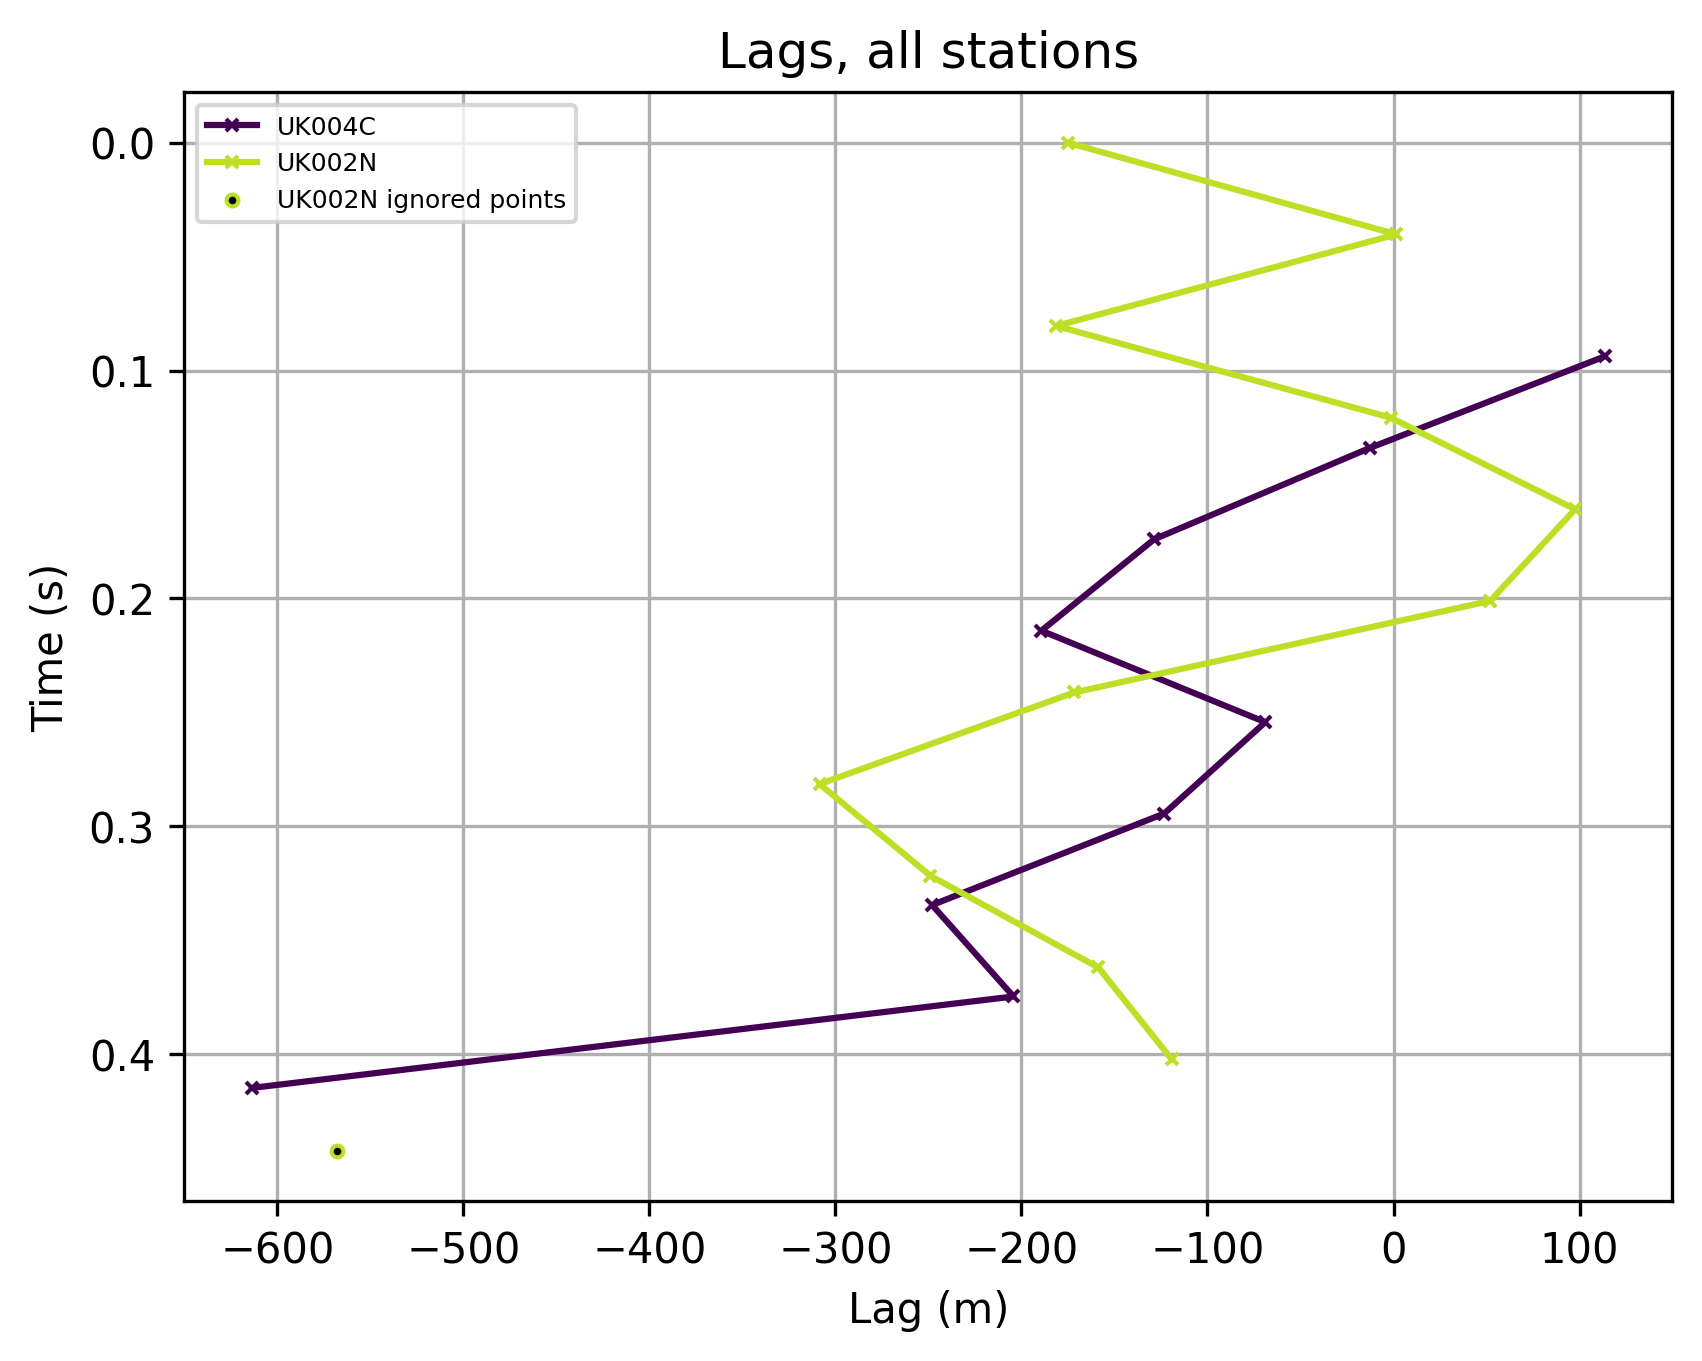 Lags, all stations
UK004C
UK002N
UK002N ignored points
0.0
0.1
0.2
0.3
0.4
Time (s)
−600 −500 −400 −300 −200 −100 0 100
Lag (m)